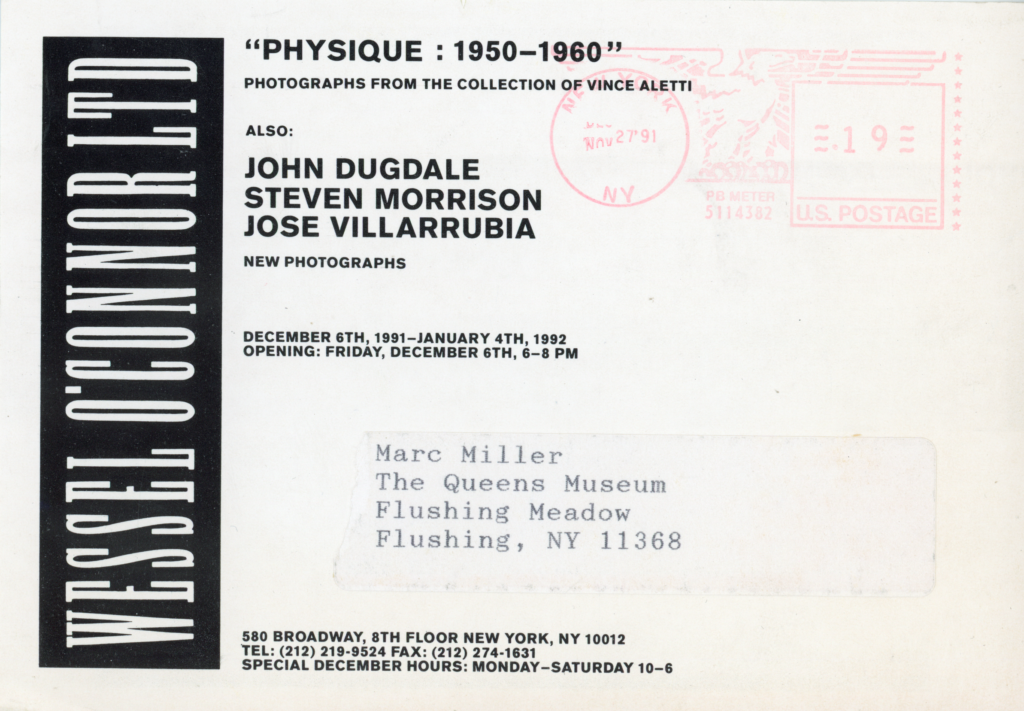 WESSEL O'CONNOR LTD
"PHYSIQUE : 1950–1960"
PHOTOGRAPHS FROM THE COLLECTION OF VINCE ALETTI
ALSO:
JOHN DUGDALE
STEVEN MORRISON
JOSE VILLARRUBIA
NEW PHOTOGRAPHS
DECEMBER 6TH, 1991–JANUARY 4TH, 1992
OPENING: FRIDAY, DECEMBER 6TH, 6–8 PM
NEW YORK
NOV 27'91
NY
PB METER
5114382
.19
U.S. POSTAGE
Marc Miller
The Queens Museum
Flushing Meadow
Flushing, NY 11368
580 BROADWAY, 8TH FLOOR NEW YORK, NY 10012
TEL: (212) 219-9524 FAX: (212) 274-1631
SPECIAL DECEMBER HOURS: MONDAY–SATURDAY 10–6